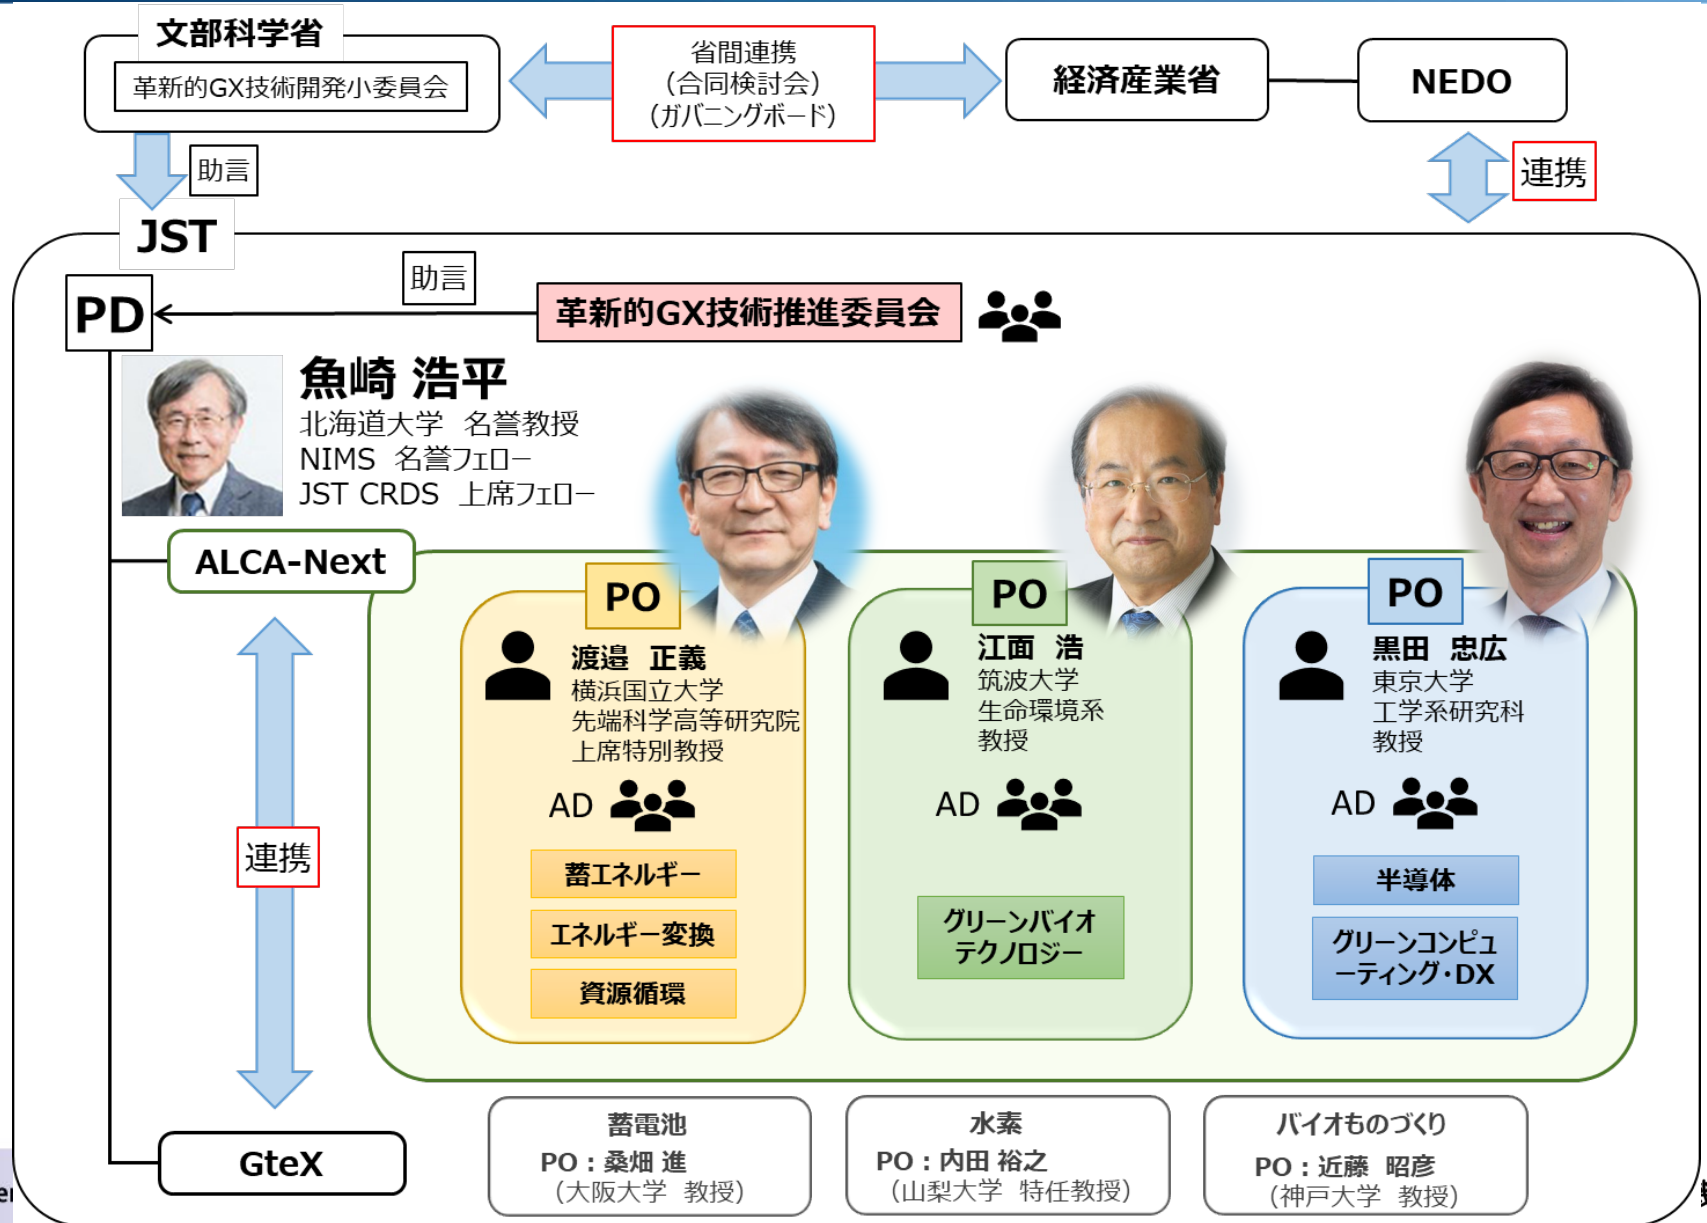 文部科学省
革新的GX技術開発小委員会
省間連携
(合同検討会)
(ガバニングボード)
経済産業省
NEDO
助言
連携
JST
PD
助言
革新的GX技術推進委員会
魚崎 浩平
北海道大学 名誉教授
NIMS 名誉フェロー
JST CRDS 上席フェロー
ALCA-Next
PO
渡邉 正義
横浜国立大学
先端科学高等研究院
上席特別教授
AD
蓄エネルギー
エネルギー変換
資源循環
PO
江面 浩
筑波大学
生命環境系
教授
AD
グリーンバイオ
テクノロジー
PO
黒田 忠広
東京大学
工学系研究科
教授
AD
半導体
グリーンコンピュ
ーティング・DX
連携
GteX
蓄電池
PO：桑畑 進
（大阪大学 教授）
水素
PO：内田 裕之
（山梨大学 特任教授）
バイオものづくり
PO：近藤 昭彦
（神戸大学 教授）